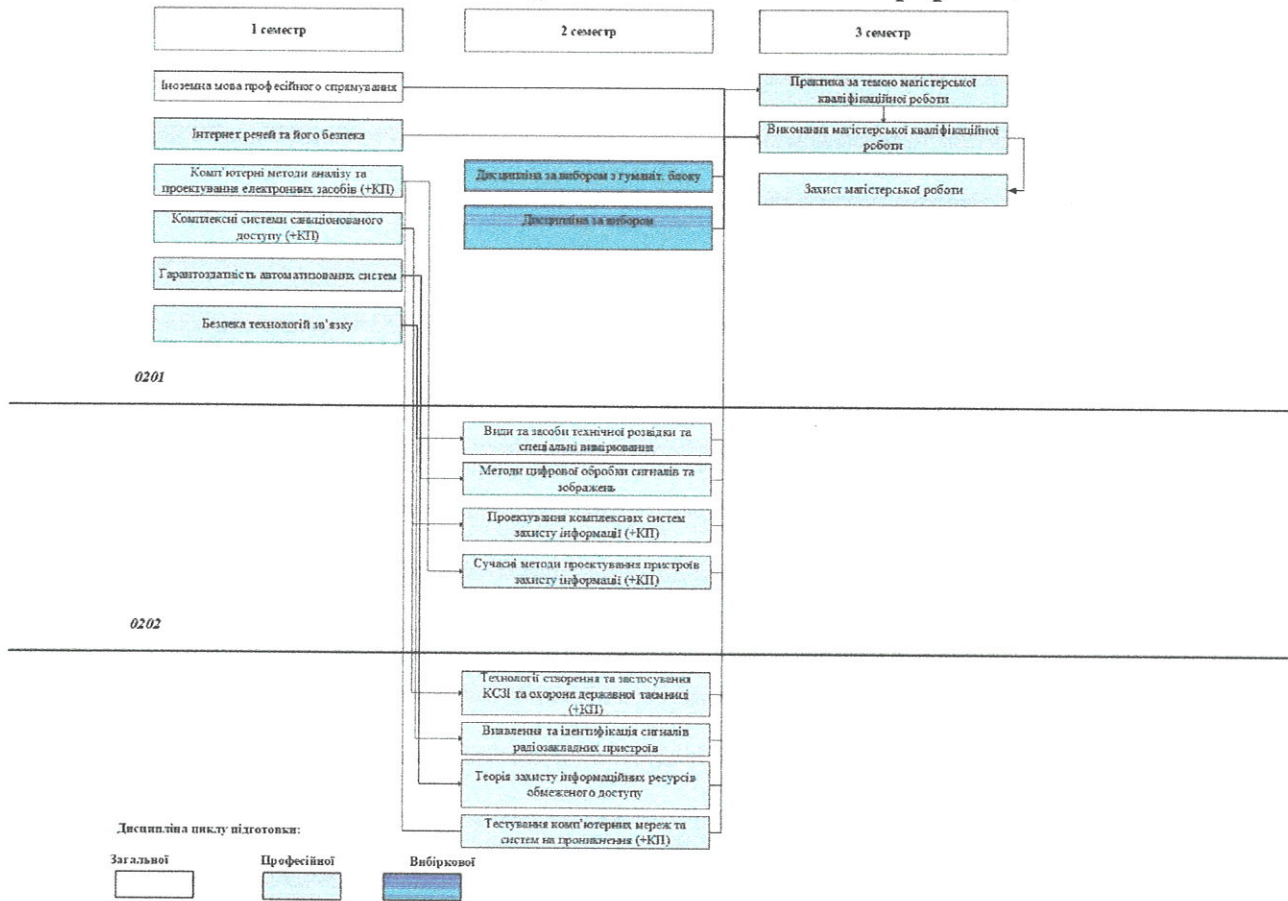 1 семестр
2 семестр
3 семестр
Іноземна мова професійного спрямування
Практика за темою магістерської
кваліфікаційної роботи
Інтернет речей та його безпека
Виконання магістерської кваліфікаційної
роботи
Комп'ютерні методи аналізу та
проектування електронних засобів (+КП)
Дисципліна за вибором з гуманіт. блоку
Захист магістерської роботи
Комплексні системи санкціонованого
доступу (+КП)
Дисципліна за вибором
Гарантоздатність автоматизованих систем
Безпека технологій зв'язку
0201
Види та засоби технічної розвідки та
спеціальні вимірювання
Методи цифрової обробки сигналів та
зображень
Проектування комплексних систем
захисту інформації (+КП)
Сучасні методи проектування пристроїв
захисту інформації (+КП)
0202
Технології створення та застосування
КСЗІ та охорона державної таємниці
(+КП)
Виявлення та ідентифікація сигналів
радіозакладних пристроїв
Теорія захисту інформаційних ресурсів
обмеженого доступу
Тестування комп'ютерних мереж та
систем на проникнення (+КП)
Дисципліна циклу підготовки:
Загальної
Професійної
Вибіркової